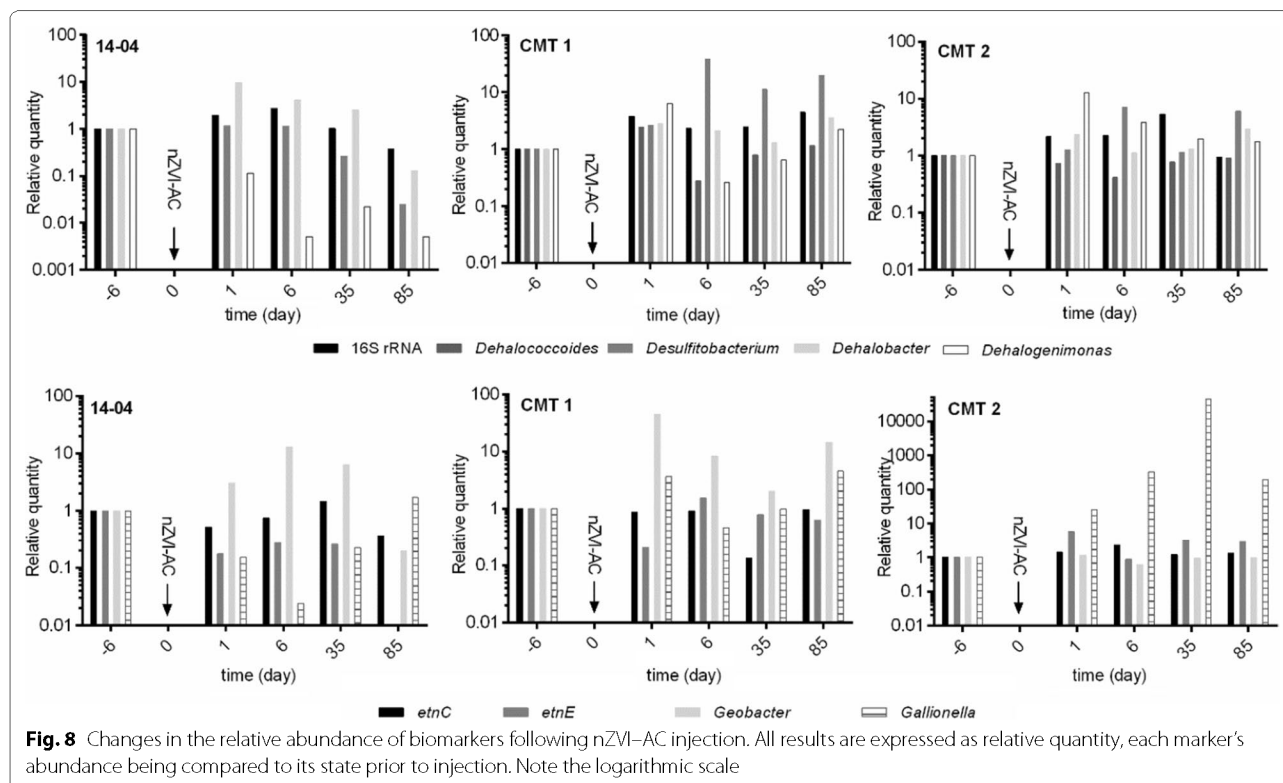 14-04
Relative quantity
100
10
1
0.1
0.01
0.001
nZVI-AC
-6
0
1
6
35
85
time (day)
CMT 1
Relative quantity
100
10
1
0.1
0.01
nZVI-AC
-6
0
1
6
35
85
time (day)
CMT 2
Relative quantity
100
10
1
0.1
0.01
nZVI-AC
-6
0
1
6
35
85
time (day)
16S rRNA Dehalococcoides Desulfitobacterium Dehalobacter Dehalogenimonas
14-04
Relative quantity
100
10
1
0.1
0.01
nZVI-AC
-6
0
1
6
35
85
time (day)
CMT 1
Relative quantity
100
10
1
0.1
0.01
nZVI-AC
-6
0
1
6
35
85
time (day)
CMT 2
Relative quantity
10000
1000
100
10
1
0.1
0.01
nZVI-AC
-6
0
1
6
35
85
time (day)
etnC etnE Geobacter Gallionella
Fig. 8 Changes in the relative abundance of biomarkers following nZVI–AC injection. All results are expressed as relative quantity, each marker's
abundance being compared to its state prior to injection. Note the logarithmic scale